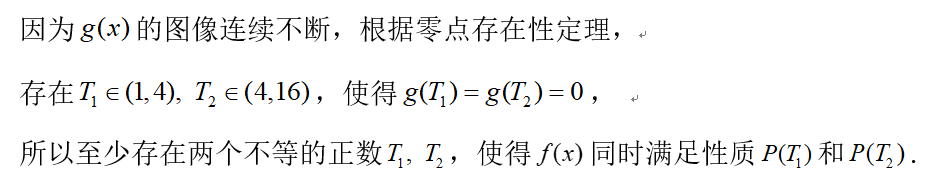 因为 g(x) 的图像连续不断，根据零点存在性定理，
存在 T₁ ∈ (1,4), T₂ ∈ (4,16)，使得 g(T₁) = g(T₂) = 0，
所以至少存在两个不等的正数 T₁, T₂，使得 f(x) 同时满足性质 P(T₁) 和 P(T₂).